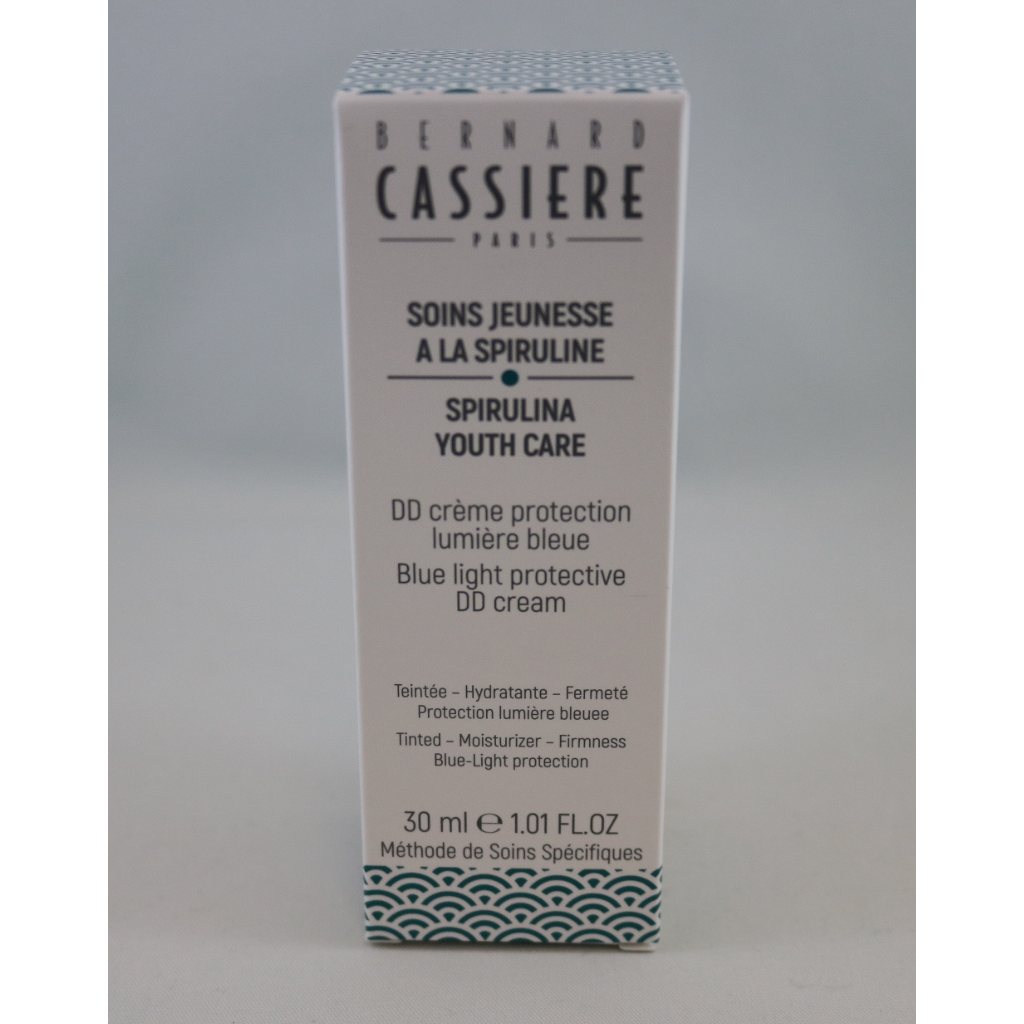 BERNARD
CASSIERE
PARIS
SOINS JEUNESSE
A LA SPIRULINE
SPIRULINA
YOUTH CARE
DD crème protection
lumière bleue
Blue light protective
DD cream
Teintée – Hydratante – Fermeté
Protection lumière bleuee
Tinted – Moisturizer – Firmness
Blue-Light protection
30 ml ℮ 1.01 FL.OZ
Méthode de Soins Spécifiques